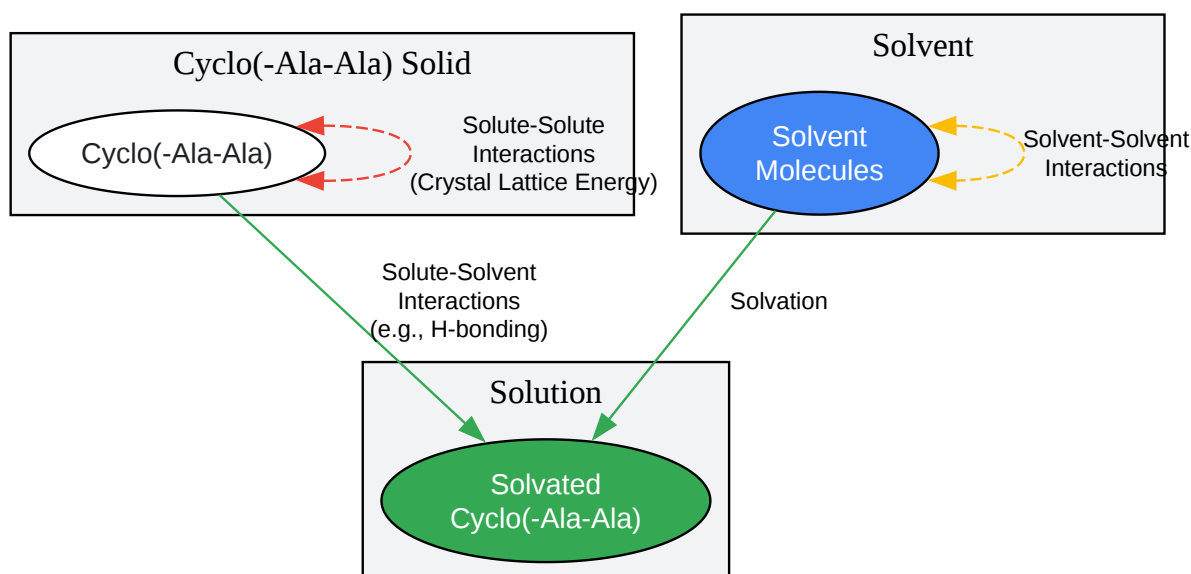 Cyclo(-Ala-Ala) Solid
Cyclo(-Ala-Ala)
Solute-Solute
Interactions
(Crystal Lattice Energy)
Solvent
Solvent
Molecules
Solvent-Solvent
Interactions
Solute-Solvent
Interactions
(e.g., H-bonding)
Solvation
Solution
Solvated
Cyclo(-Ala-Ala)